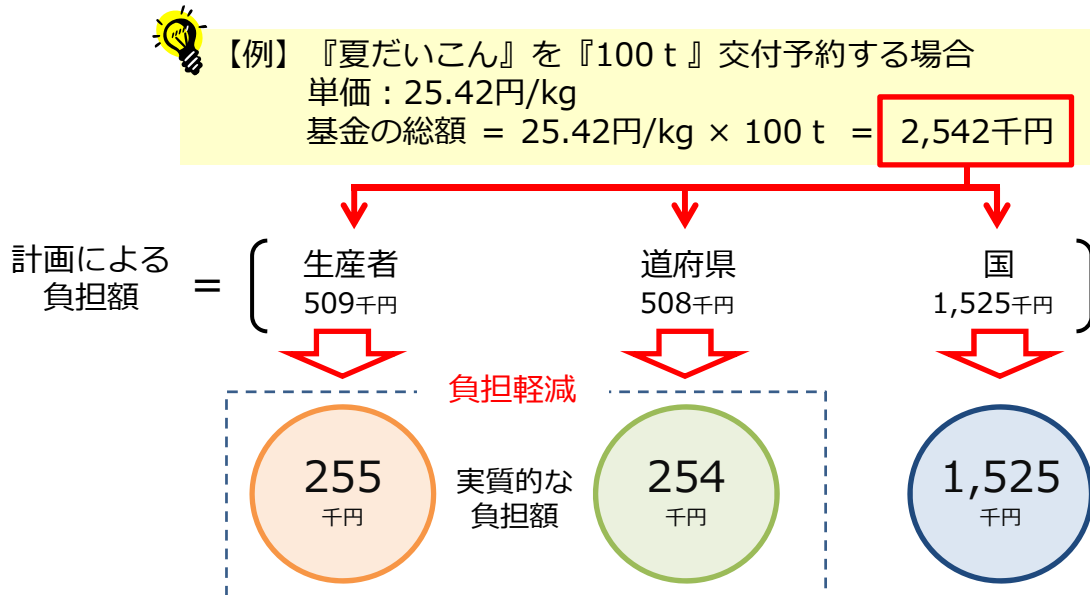 【例】『夏だいこん』を『100ｔ』交付予約する場合
単価：25.42円/kg
基金の総額 = 25.42円/kg × 100ｔ = 2,542千円
計画による
負担額
=
生産者
509千円
道府県
508千円
国
1,525千円
負担軽減
255
千円
実質的な
負担額
254
千円
1,525
千円